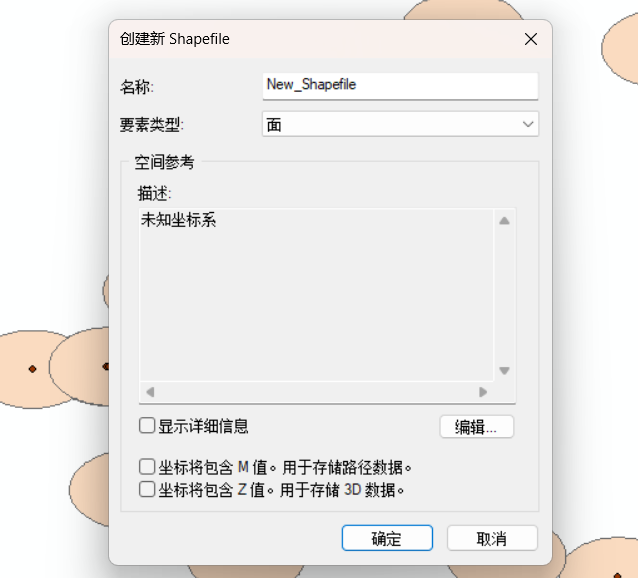 创建新 Shapefile
名称:
New_Shapefile
要素类型:
面
空间参考
描述:
未知坐标系
显示详细信息
编辑...
坐标将包含 M 值。用于存储路径数据。
坐标将包含 Z 值。用于存储 3D 数据。
确定
取消